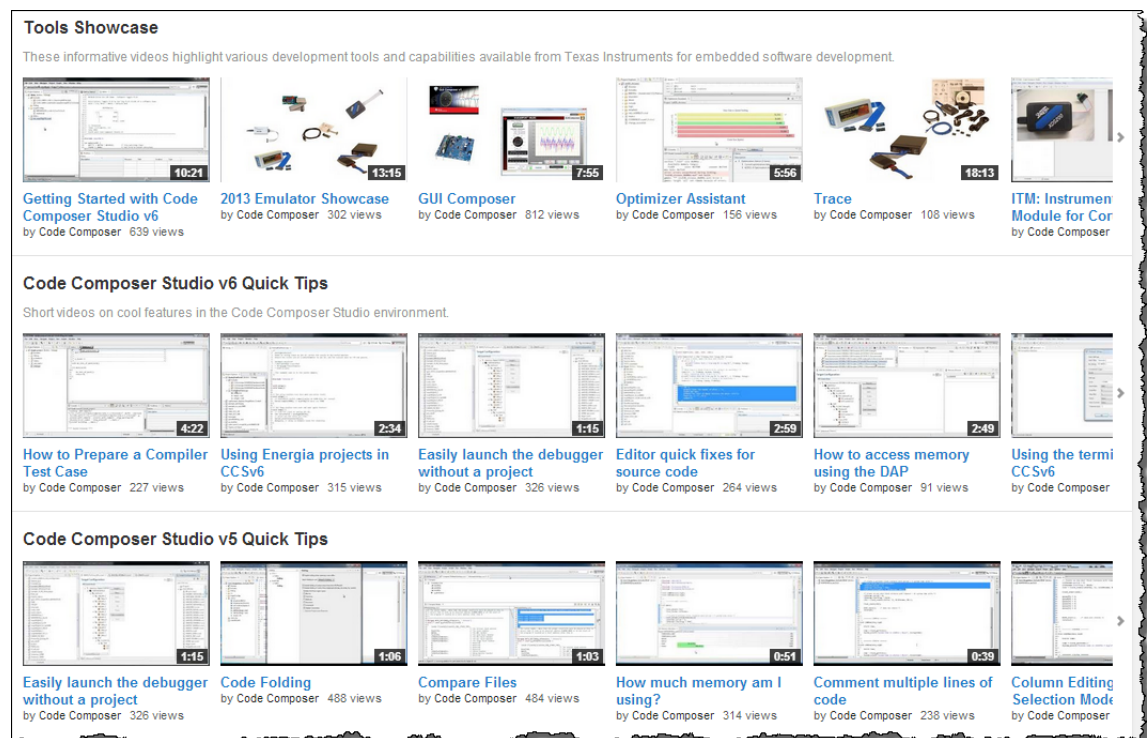 Tools Showcase
These informative videos highlight various development tools and capabilities available from Texas Instruments for embedded software development.
10:21
13:15
7:55
5:56
18:13
Getting Started with Code
Composer Studio v6
by Code Composer 639 views
2013 Emulator Showcase
by Code Composer 302 views
GUI Composer
by Code Composer 812 views
Optimizer Assistant
by Code Composer 156 views
Trace
by Code Composer 108 views
ITM: Instrumen
Module for Cor
by Code Composer
Code Composer Studio v6 Quick Tips
Short videos on cool features in the Code Composer Studio environment.
4:22
2:34
1:15
2:59
2:49
How to Prepare a Compiler
Test Case
by Code Composer 227 views
Using Energia projects in
CCSv6
by Code Composer 315 views
Easily launch the debugger
without a project
by Code Composer 326 views
Editor quick fixes for
source code
by Code Composer 264 views
How to access memory
using the DAP
by Code Composer 91 views
Using the termi
CCSv6
by Code Composer
Code Composer Studio v5 Quick Tips
1:15
1:06
1:03
0:51
0:39
Easily launch the debugger
without a project
by Code Composer 326 views
Code Folding
by Code Composer 488 views
Compare Files
by Code Composer 484 views
How much memory am I
using?
by Code Composer 314 views
Comment multiple lines of
code
by Code Composer 238 views
Column Editing
Selection Mode
by Code Composer